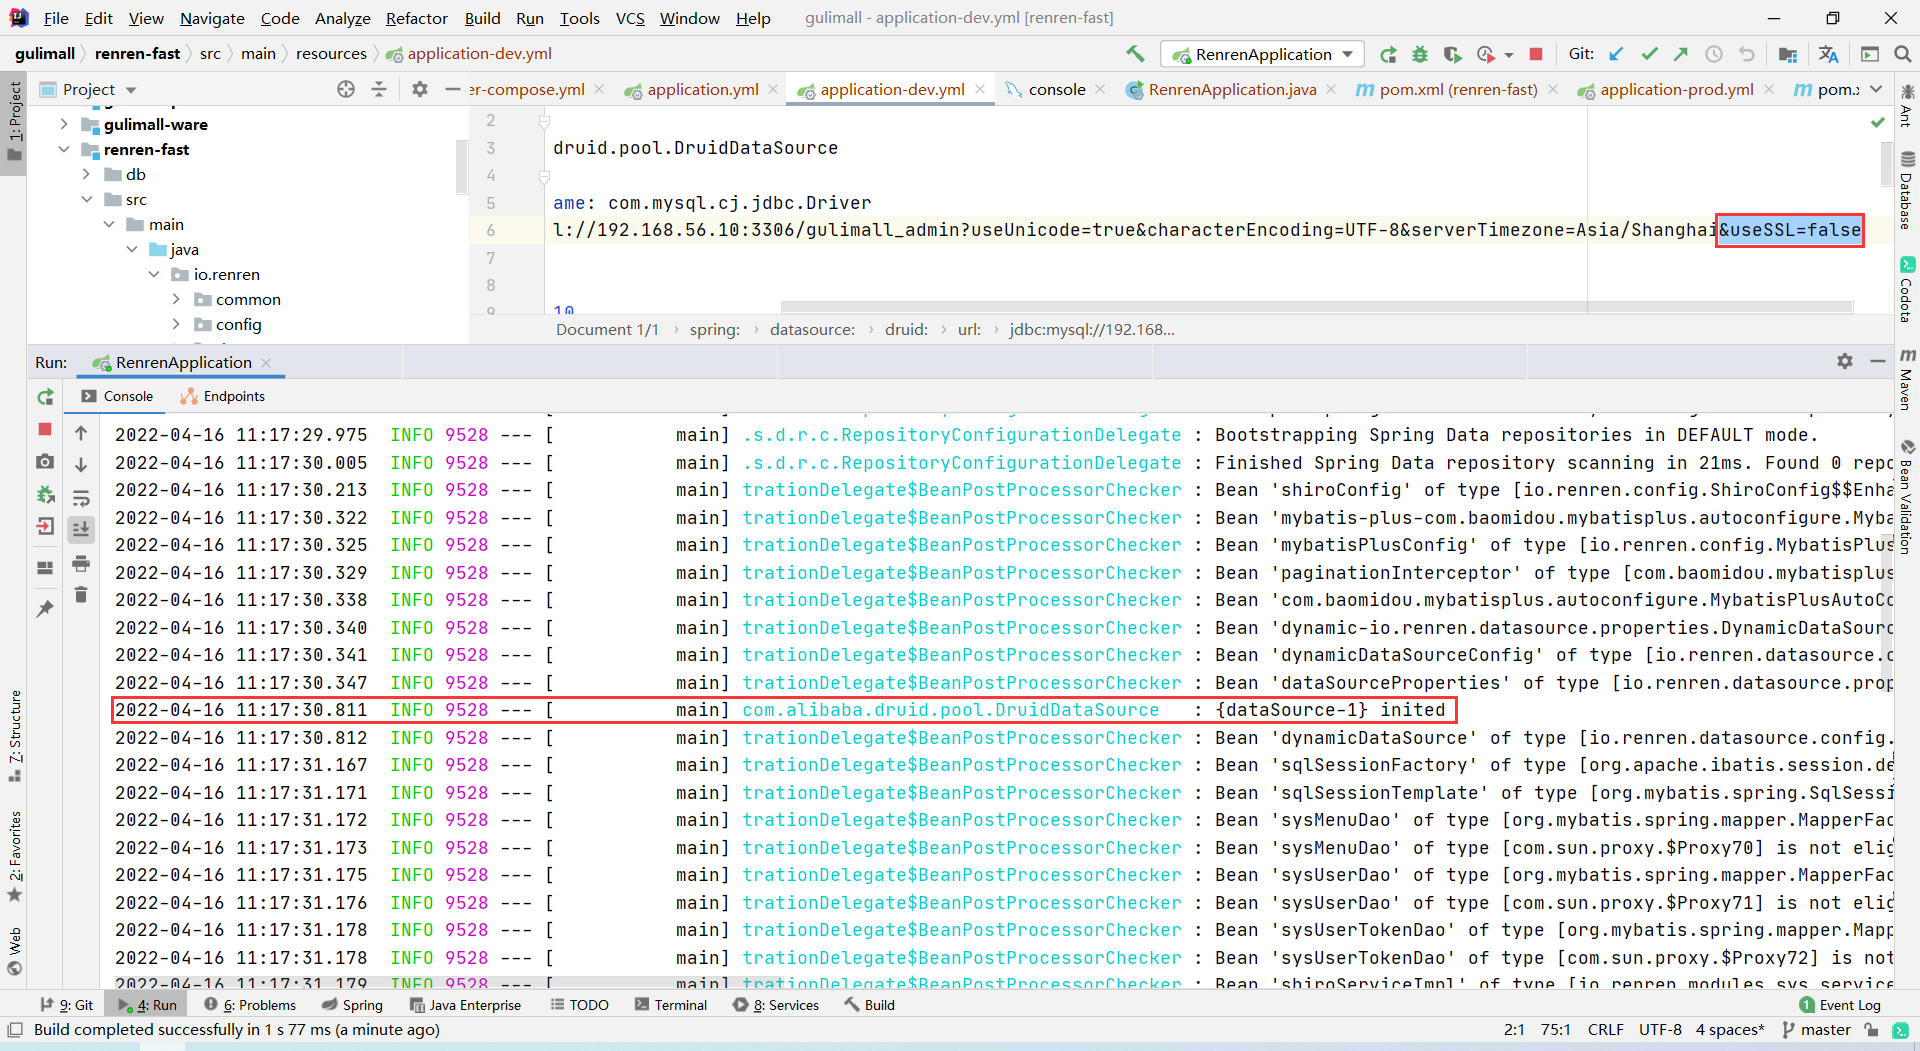 File Edit View Navigate Code Analyze Refactor Build Run Tools VCS Window Help gulimall - application-dev.yml [renren-fast]
gulimall renren-fast src main resources application-dev.yml RenrenApplication Git:
Project er-compose.yml application.yml application-dev.yml console RenrenApplication.java pom.xml (renren-fast) application-prod.yml pom.
1: Project
gulimall-ware
renren-fast
db
src
main
java
io.renren
common
config
2
3 druid.pool.DruidDataSource
4
5 ame: com.mysql.cj.jdbc.Driver
6 l://192.168.56.10:3306/gulimall_admin?useUnicode=true&characterEncoding=UTF-8&serverTimezone=Asia/Shanghai&useSSL=false
7
8
9 10
Document 1/1 › spring: › datasource: › druid: › url: › jdbc:mysql://192.168...
Ant
Database
Codota
Maven
Bean Validation
Run: RenrenApplication
Console Endpoints
2022-04-16 11:17:29.975 INFO 9528 --- [ main] .s.d.r.c.RepositoryConfigurationDelegate : Bootstrapping Spring Data repositories in DEFAULT mode.
2022-04-16 11:17:30.005 INFO 9528 --- [ main] .s.d.r.c.RepositoryConfigurationDelegate : Finished Spring Data repository scanning in 21ms. Found 0 repo
2022-04-16 11:17:30.213 INFO 9528 --- [ main] trationDelegate$BeanPostProcessorChecker : Bean 'shiroConfig' of type [io.renren.config.ShiroConfig$$Enha
2022-04-16 11:17:30.322 INFO 9528 --- [ main] trationDelegate$BeanPostProcessorChecker : Bean 'mybatis-plus-com.baomidou.mybatisplus.autoconfigure.Myba
2022-04-16 11:17:30.325 INFO 9528 --- [ main] trationDelegate$BeanPostProcessorChecker : Bean 'mybatisPlusConfig' of type [io.renren.config.MybatisPlus
2022-04-16 11:17:30.329 INFO 9528 --- [ main] trationDelegate$BeanPostProcessorChecker : Bean 'paginationInterceptor' of type [com.baomidou.mybatisplus
2022-04-16 11:17:30.338 INFO 9528 --- [ main] trationDelegate$BeanPostProcessorChecker : Bean 'com.baomidou.mybatisplus.autoconfigure.MybatisPlusAutoCo
2022-04-16 11:17:30.340 INFO 9528 --- [ main] trationDelegate$BeanPostProcessorChecker : Bean 'dynamic-io.renren.datasource.properties.DynamicDataSourc
2022-04-16 11:17:30.341 INFO 9528 --- [ main] trationDelegate$BeanPostProcessorChecker : Bean 'dynamicDataSourceConfig' of type [io.renren.datasource.c
2022-04-16 11:17:30.347 INFO 9528 --- [ main] trationDelegate$BeanPostProcessorChecker : Bean 'dataSourceProperties' of type [io.renren.datasource.prop
2022-04-16 11:17:30.811 INFO 9528 --- [ main] com.alibaba.druid.pool.DruidDataSource : {dataSource-1} inited
2022-04-16 11:17:30.812 INFO 9528 --- [ main] trationDelegate$BeanPostProcessorChecker : Bean 'dynamicDataSource' of type [io.renren.datasource.config.
2022-04-16 11:17:31.167 INFO 9528 --- [ main] trationDelegate$BeanPostProcessorChecker : Bean 'sqlSessionFactory' of type [org.apache.ibatis.session.de
2022-04-16 11:17:31.171 INFO 9528 --- [ main] trationDelegate$BeanPostProcessorChecker : Bean 'sqlSessionTemplate' of type [org.mybatis.spring.SqlSessi
2022-04-16 11:17:31.172 INFO 9528 --- [ main] trationDelegate$BeanPostProcessorChecker : Bean 'sysMenuDao' of type [org.mybatis.spring.mapper.MapperFac
2022-04-16 11:17:31.173 INFO 9528 --- [ main] trationDelegate$BeanPostProcessorChecker : Bean 'sysMenuDao' of type [com.sun.proxy.$Proxy70] is not elig
2022-04-16 11:17:31.175 INFO 9528 --- [ main] trationDelegate$BeanPostProcessorChecker : Bean 'sysUserDao' of type [org.mybatis.spring.mapper.MapperFac
2022-04-16 11:17:31.176 INFO 9528 --- [ main] trationDelegate$BeanPostProcessorChecker : Bean 'sysUserDao' of type [com.sun.proxy.$Proxy71] is not elig
2022-04-16 11:17:31.178 INFO 9528 --- [ main] trationDelegate$BeanPostProcessorChecker : Bean 'sysUserTokenDao' of type [org.mybatis.spring.mapper.Mapp
2022-04-16 11:17:31.178 INFO 9528 --- [ main] trationDelegate$BeanPostProcessorChecker : Bean 'sysUserTokenDao' of type [com.sun.proxy.$Proxy72] is not
2022-04-16 11:17:31.179 INFO 9528 --- [ main] trationDelegate$BeanPostProcessorChecker : Bean 'shiroServiceImpl' of type [io.renren.modules.sys.service
7: Structure
2: Favorites
Web
9: Git 4: Run 6: Problems Spring Java Enterprise TODO Terminal 8: Services Build 1 Event Log
Build completed successfully in 1 s 77 ms (a minute ago) 2:1 75:1 CRLF UTF-8 4 spaces* master